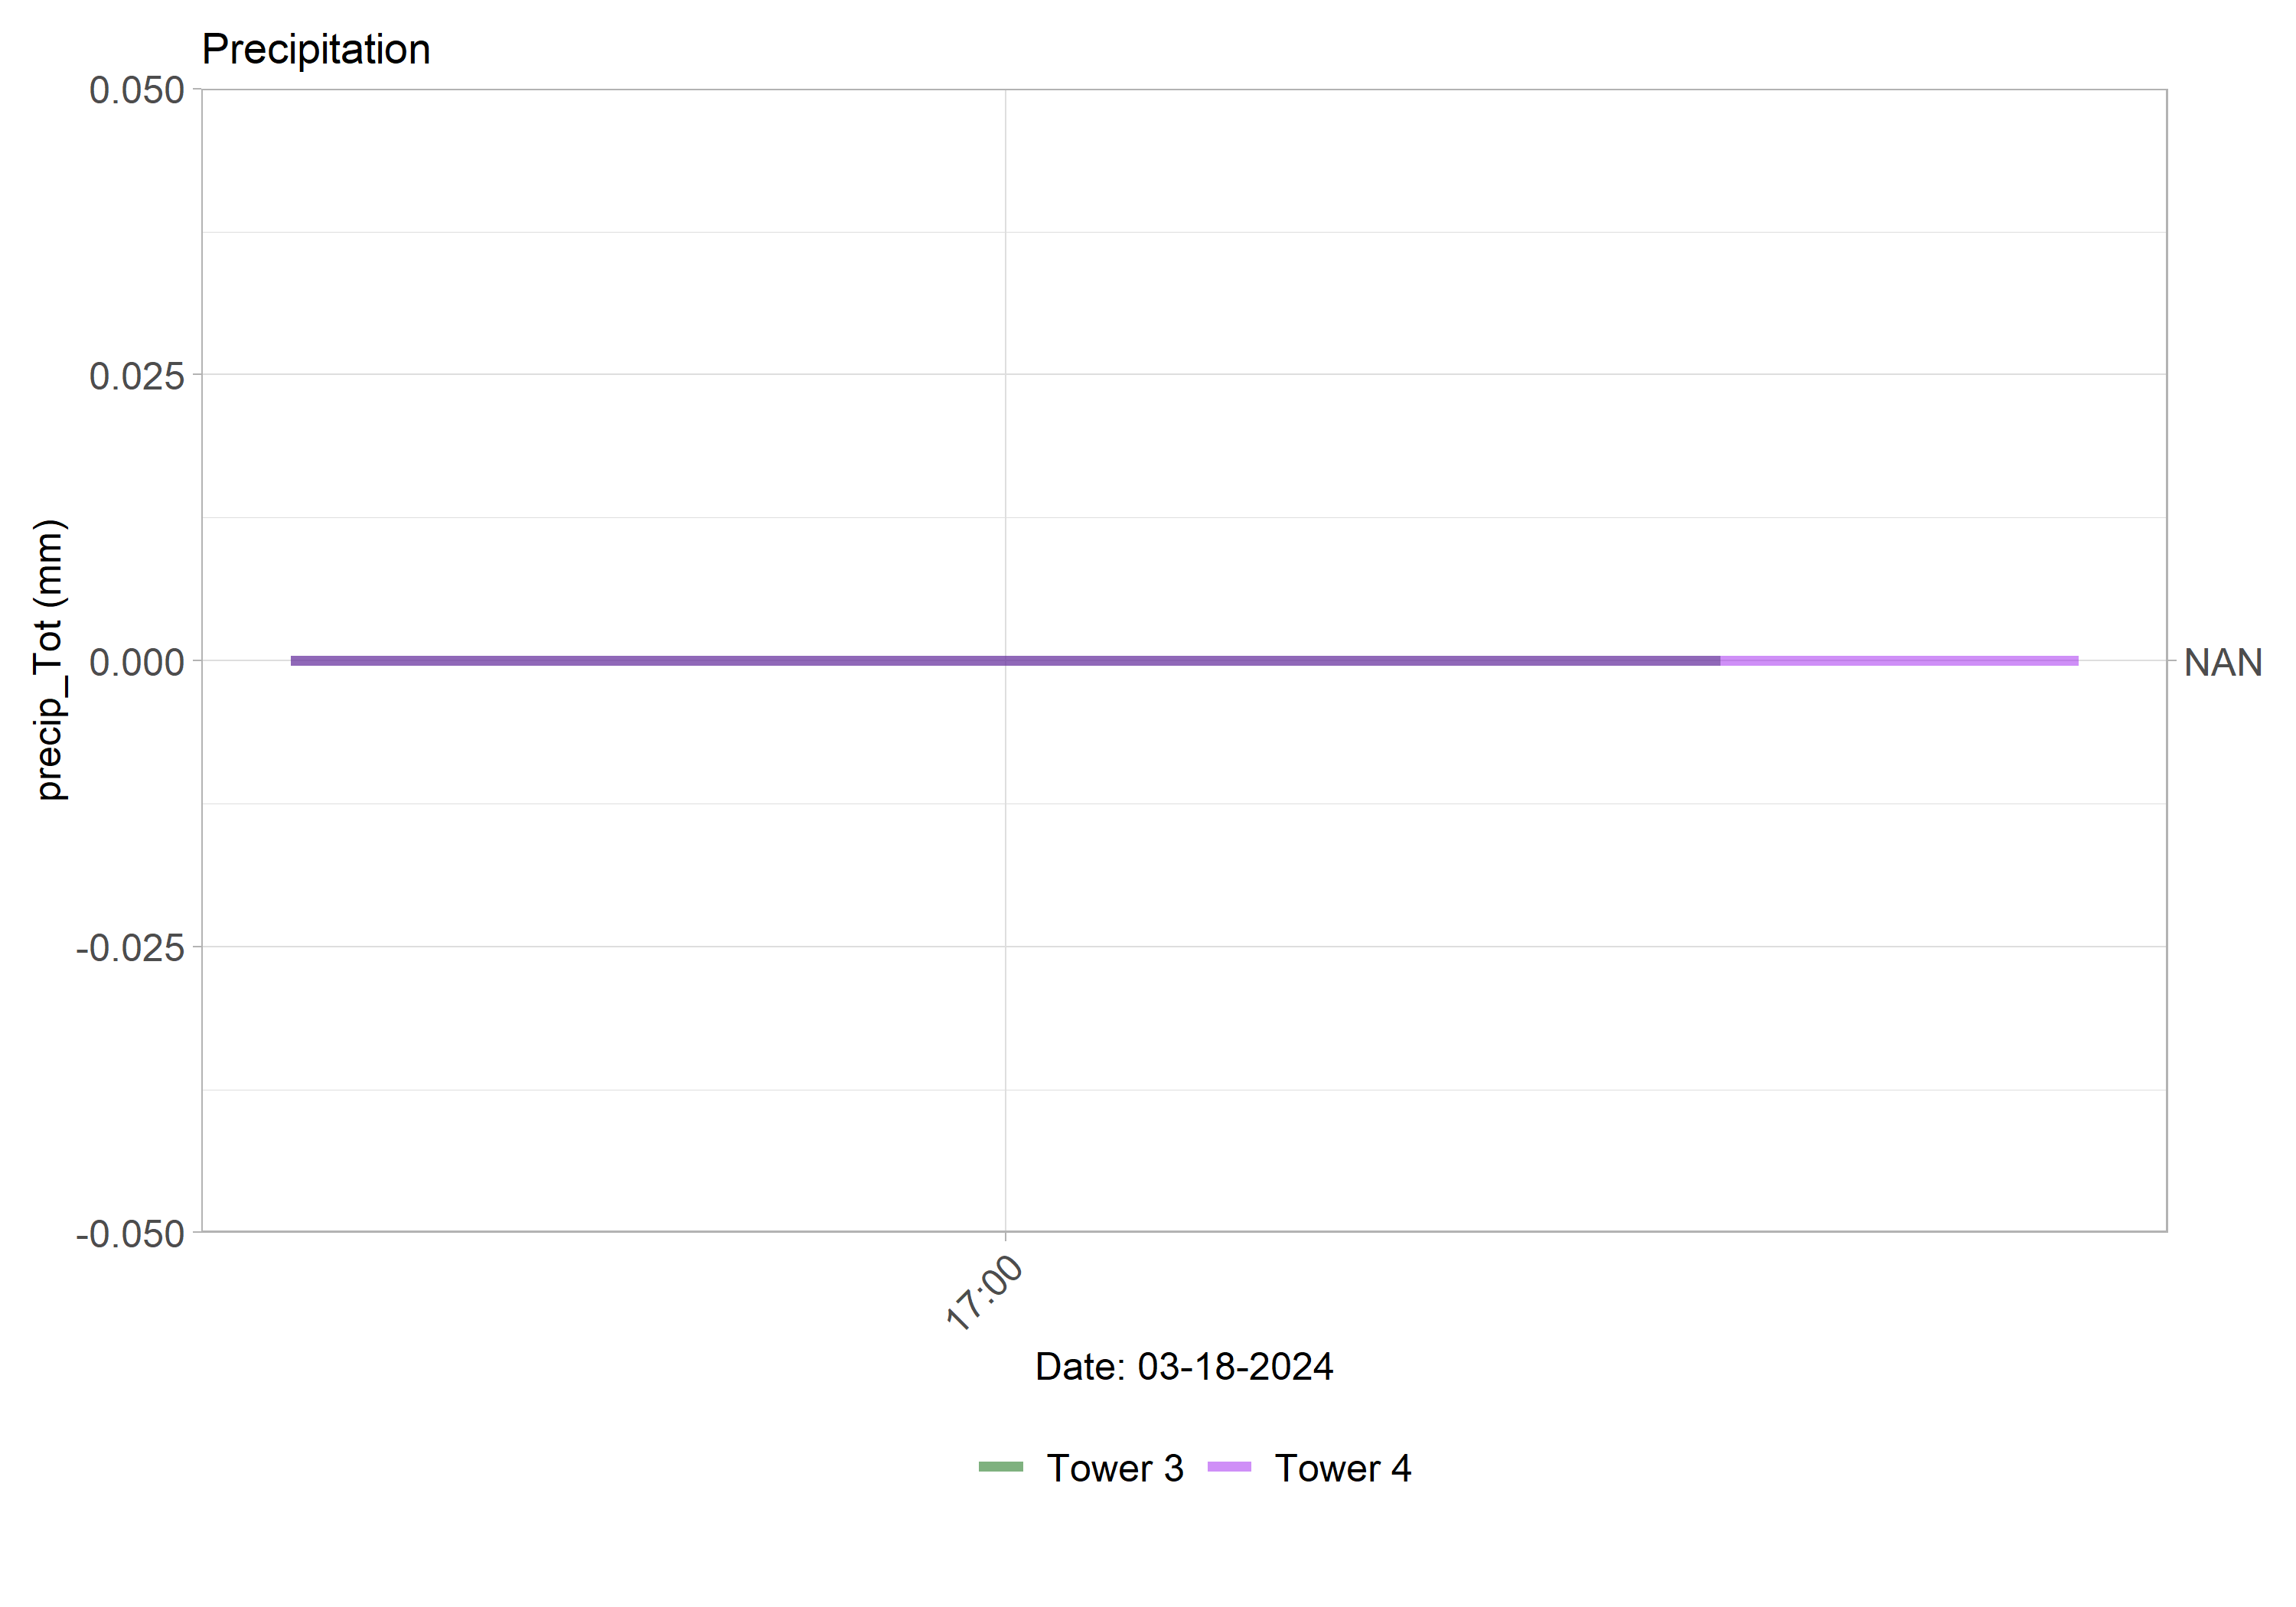 Precipitation
0.050
0.025
precip_Tot (mm)
0.000
NAN
-0.025
-0.050
17:00
Date: 03-18-2024
Tower 3 Tower 4